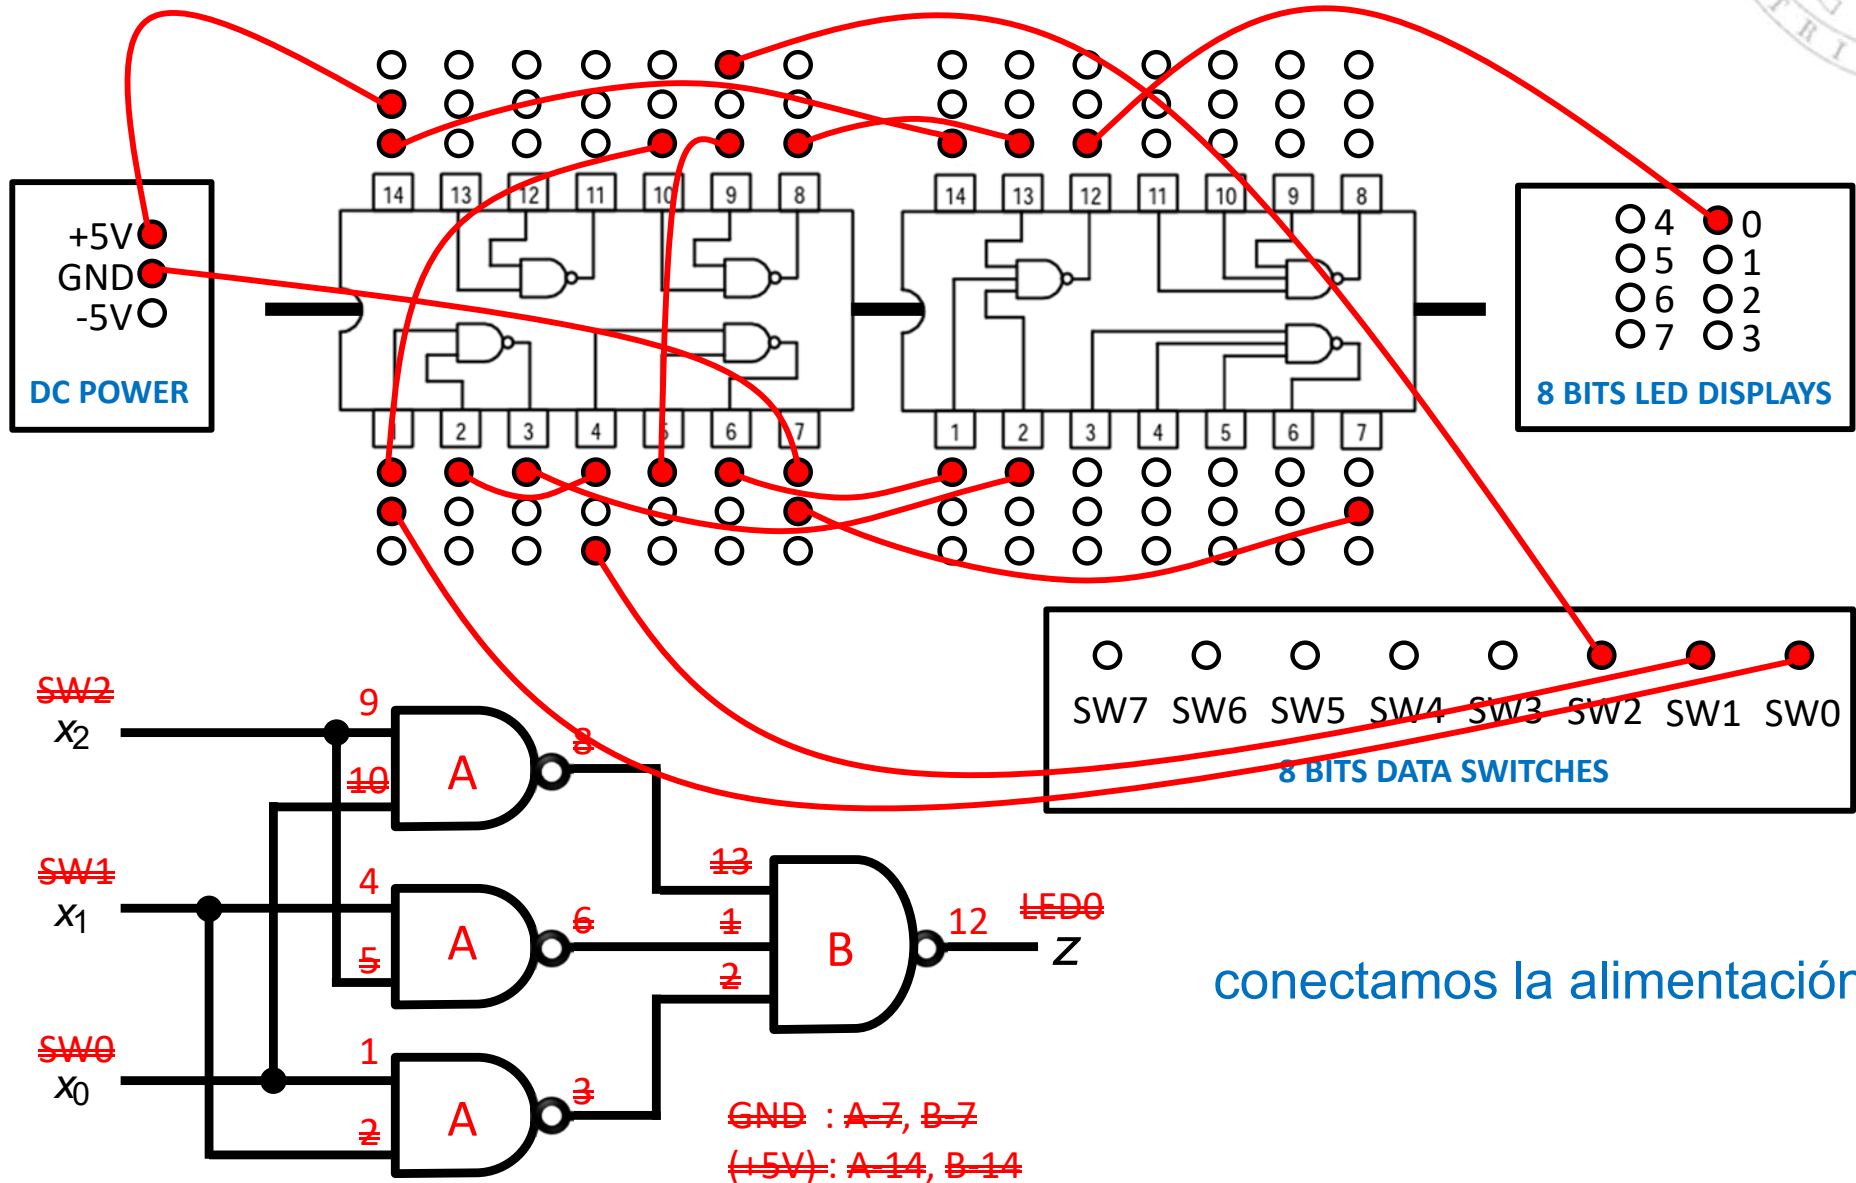 T R I
14 13 12 11 10 9 8
14 13 12 11 10 9 8
+5V
GND
-5V
DC POWER
4 0
5 1
6 2
7 3
8 BITS LED DISPLAYS
1 2 3 4 5 6 7
1 2 3 4 5 6 7
SW7 SW6 SW5 SW4 SW3 SW2 SW1 SW0
8 BITS DATA SWITCHES
SW2
x2
9
10
A
8
SW1
x1
4
5
A
6
SW0
x0
1
2
A
3
13
1
2
B
12
LED0
z
conectamos la alimentación
GND : A-7, B-7
(+5V) : A-14, B-14